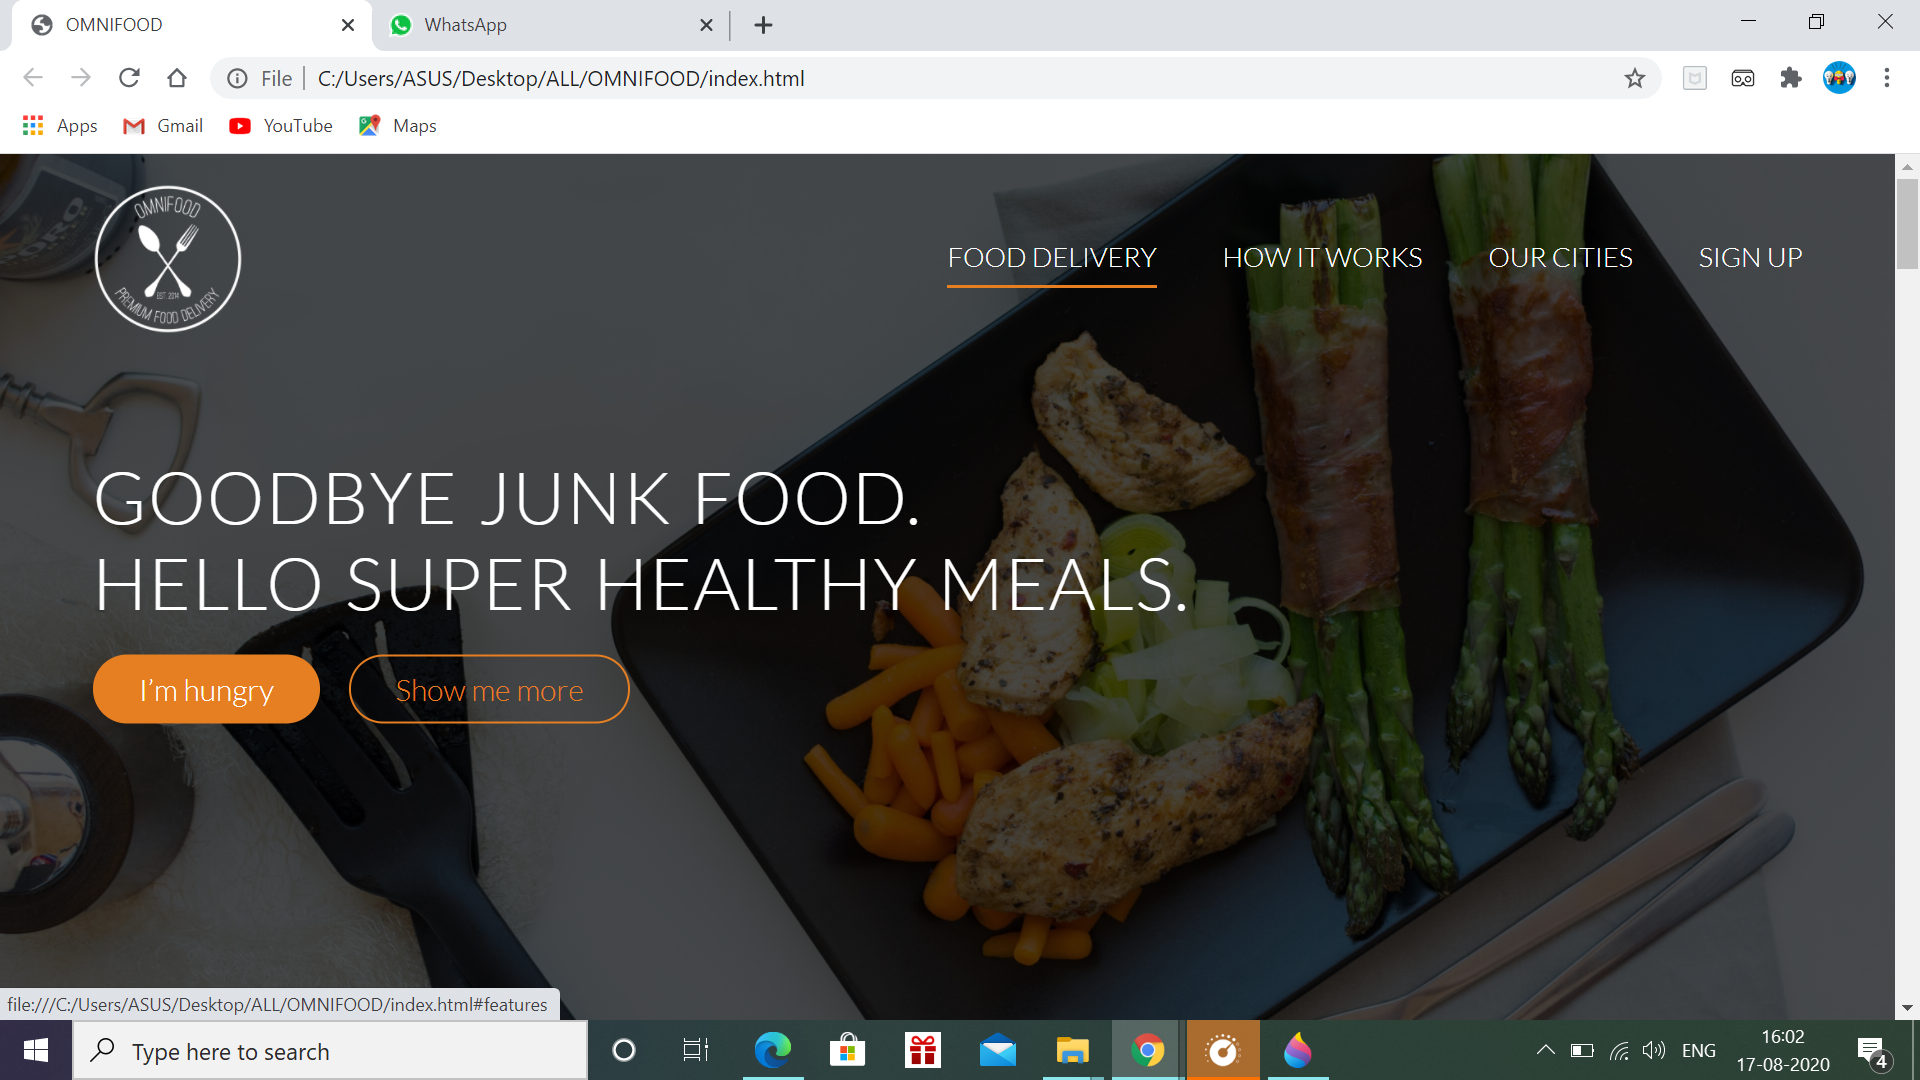 OMNIFOOD
WhatsApp
File
C:/Users/ASUS/Desktop/ALL/OMNIFOOD/index.html
Apps
Gmail
YouTube
Maps
OMNIFOOD
EST. 2014
PREMIUM FOOD DELIVERY
FOOD DELIVERY
HOW IT WORKS
OUR CITIES
SIGN UP
GOODBYE JUNK FOOD.
HELLO SUPER HEALTHY MEALS.
I’m hungry
Show me more
file:///C:/Users/ASUS/Desktop/ALL/OMNIFOOD/index.html#features
Type here to search
ENG
16:02
17-08-2020
4